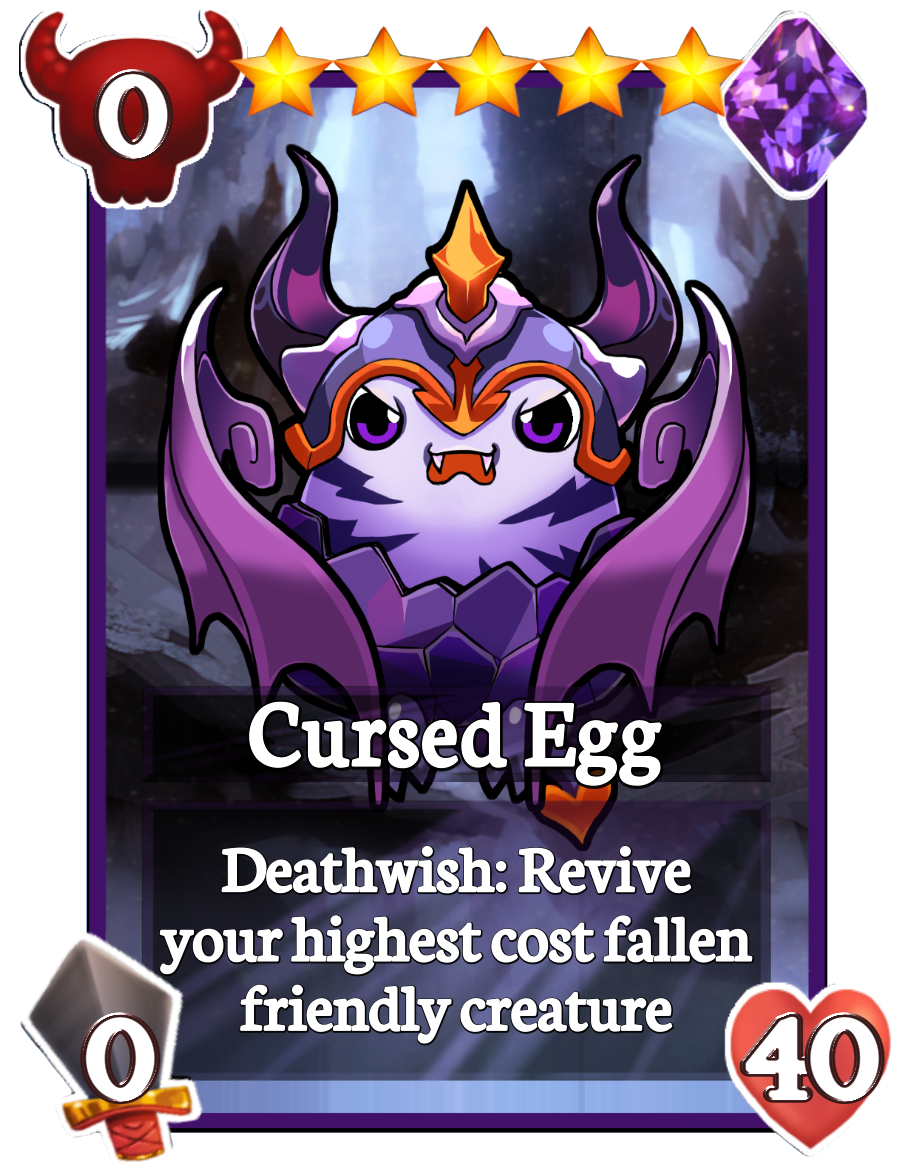 0
Cursed Egg
Deathwish: Revive
your highest cost fallen
friendly creature
0
40